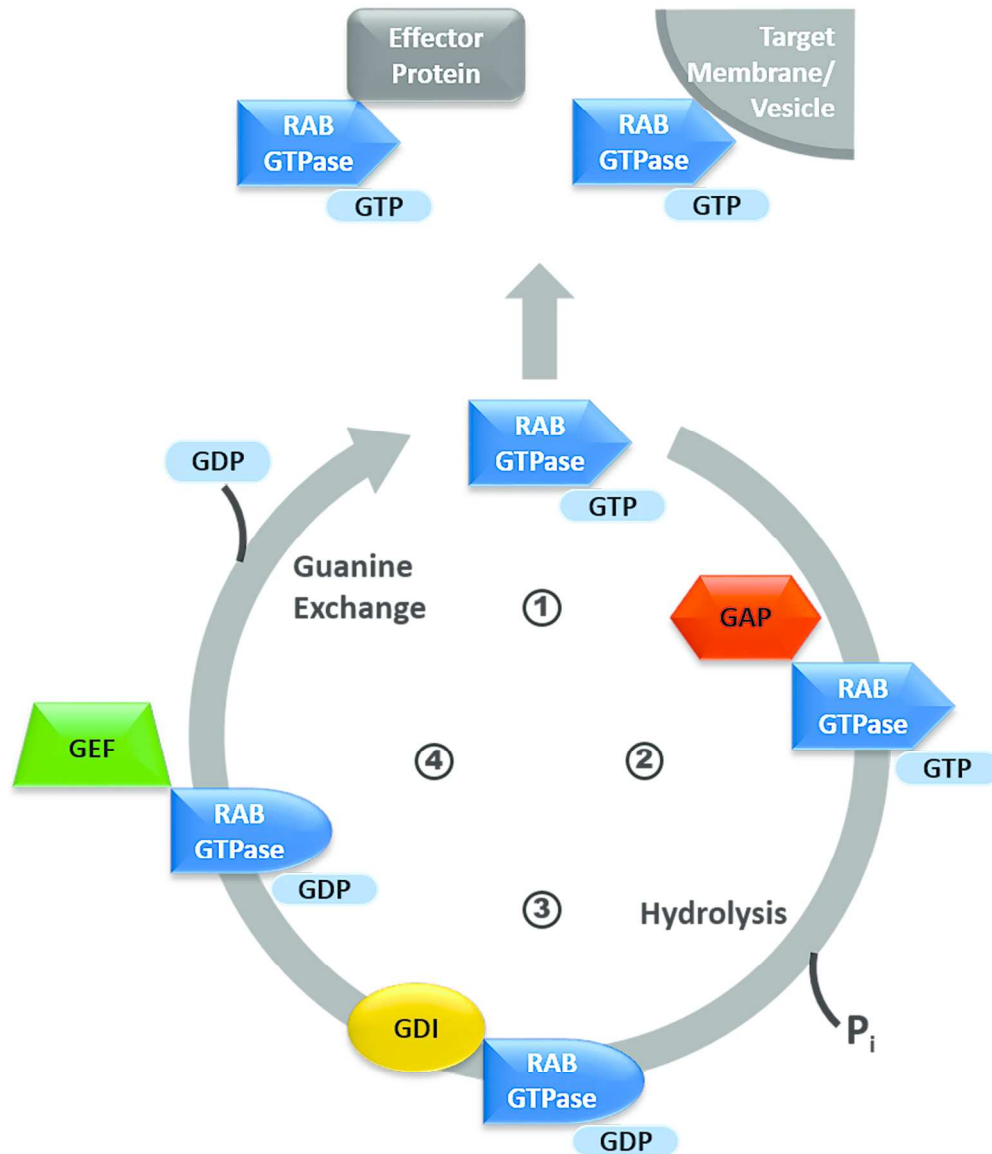 Effector
Protein
Target
Membrane/
Vesicle
RAB
GTPase
GTP
RAB
GTPase
GTP
RAB
GTPase
GTP
GDP
Guanine
Exchange
①
GAP
RAB
GTPase
GTP
GEF
④
②
RAB
GTPase
GDP
③
Hydrolysis
GDI
RAB
GTPase
GDP
Pi